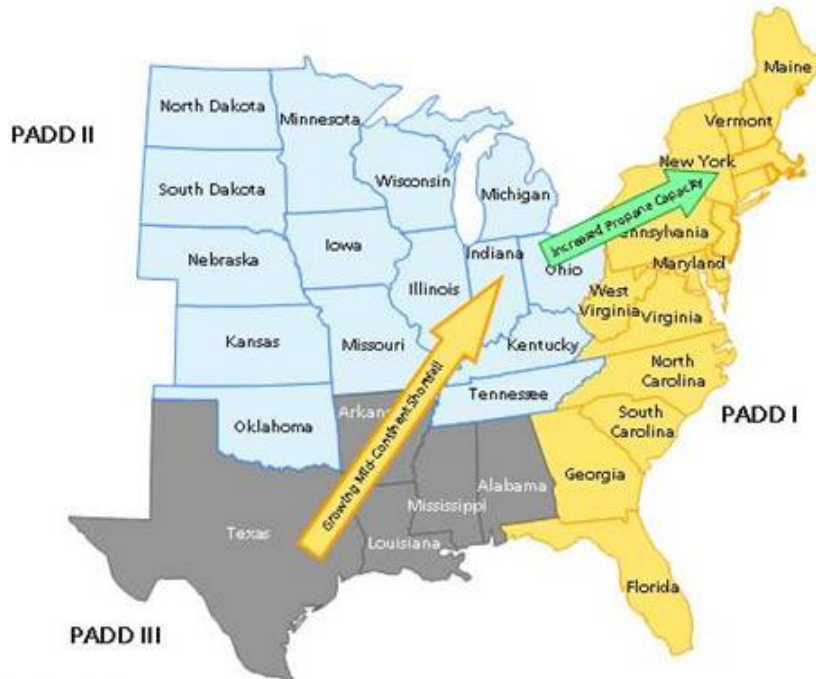 Maine
North Dakota
Minnesota
Vermont
PADD II
New York
Wisconsin
South Dakota
Michigan
Increased Propane Capacity
Pennsylvania
Iowa
Nebraska
Indiana
Ohio
Maryland
Illinois
West
Virginia
Virginia
Kansas
Missouri
Kentucky
North
Carolina
Growing Mid-Continent Shortfall
Tennessee
Arkansas
South
Carolina
PADD I
Oklahoma
Georgia
Alabama
Mississippi
Texas
Louisiana
Florida
PADD III